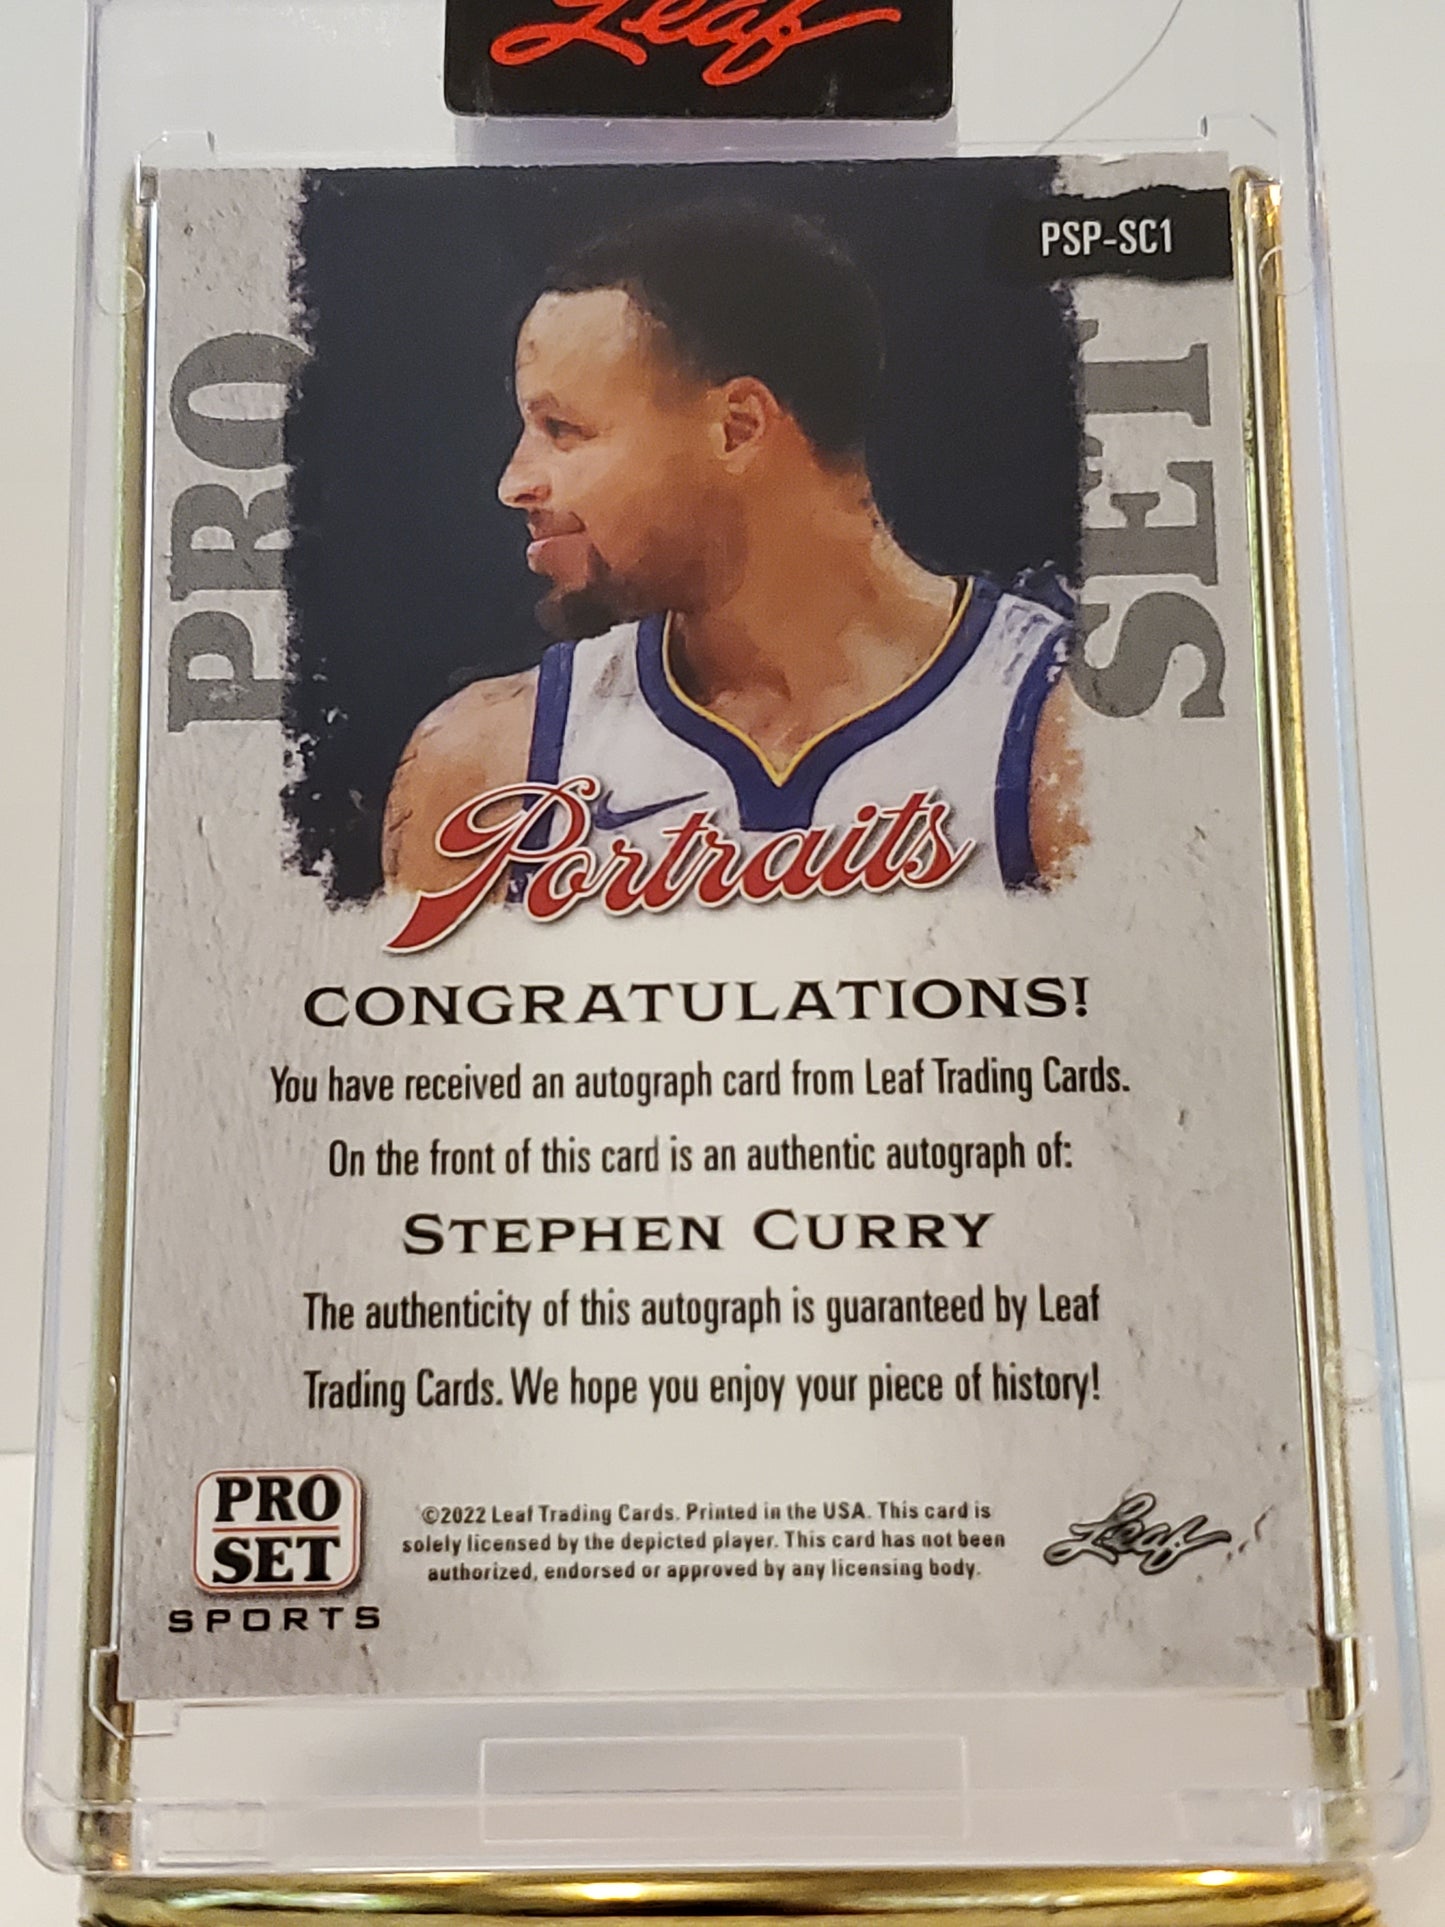 Leaf
PSP-SC1
PRO
SET
Portraits
CONGRATULATIONS!
You have received an autograph card from Leaf Trading Cards.
On the front of this card is an authentic autograph of:
STEPHEN CURRY
The authenticity of this autograph is guaranteed by Leaf
Trading Cards. We hope you enjoy your piece of history!
PRO
SET
SPORTS
©2022 Leaf Trading Cards. Printed in the USA. This card is
solely licensed by the depicted player. This card has not been
authorized, endorsed or approved by any licensing body.
Leaf